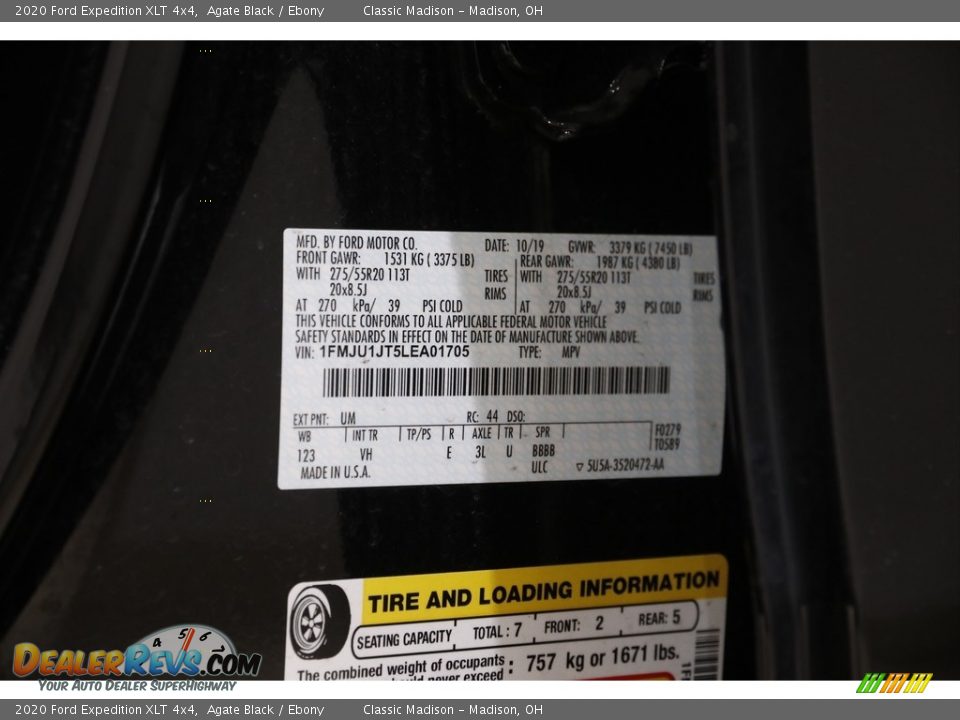 2020 Ford Expedition XLT 4x4, Agate Black / Ebony Classic Madison - Madison, OH
MFD. BY FORD MOTOR CO. DATE: 10/19 GVWR: 3379 KG ( 7450 LB)
FRONT GAWR: 1531 KG ( 3375 LB) REAR GAWR: 1987 KG ( 4380 LB)
WITH 275/55R20 113T TIRES WITH 275/55R20 113T TIRES
20x8.5J RIMS 20x8.5J RIMS
AT 270 kPa/ 39 PSI COLD AT 270 kPa/ 39 PSI COLD
THIS VEHICLE CONFORMS TO ALL APPLICABLE FEDERAL MOTOR VEHICLE
SAFETY STANDARDS IN EFFECT ON THE DATE OF MANUFACTURE SHOWN ABOVE.
VIN: 1FMJU1JT5LEA01705 TYPE: MPV
EXT PNT: UM RC: 44 DSO:
WB INT TR TP/PS R AXLE TR SPR F0279
123 VH E 3L U BBBB T0589
MADE IN U.S.A. ULC 5U5A-3520472-AA
TIRE AND LOADING INFORMATION
SEATING CAPACITY TOTAL : 7 FRONT: 2 REAR: 5
The combined weight of occupants : 757 kg or 1671 lbs.
never exceed
4 5 6
DEALERREVS.COM
YOUR AUTO DEALER SUPERHIGHWAY
2020 Ford Expedition XLT 4x4, Agate Black / Ebony Classic Madison - Madison, OH